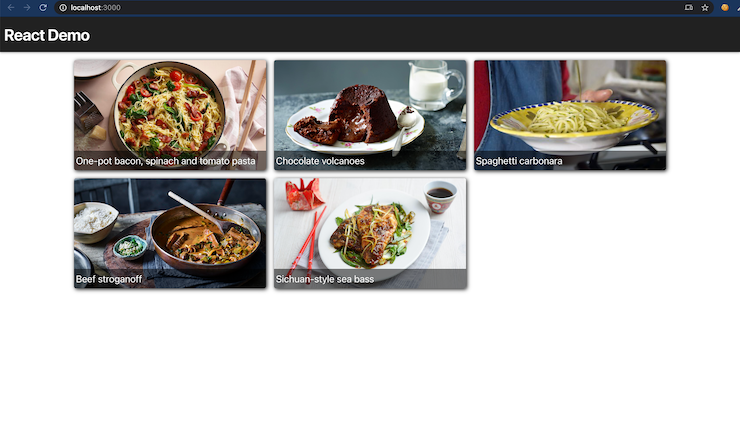 localhost:3000
React Demo
One-pot bacon, spinach and tomato pasta
Chocolate volcanoes
Spaghetti carbonara
Beef stroganoff
Sichuan-style sea bass